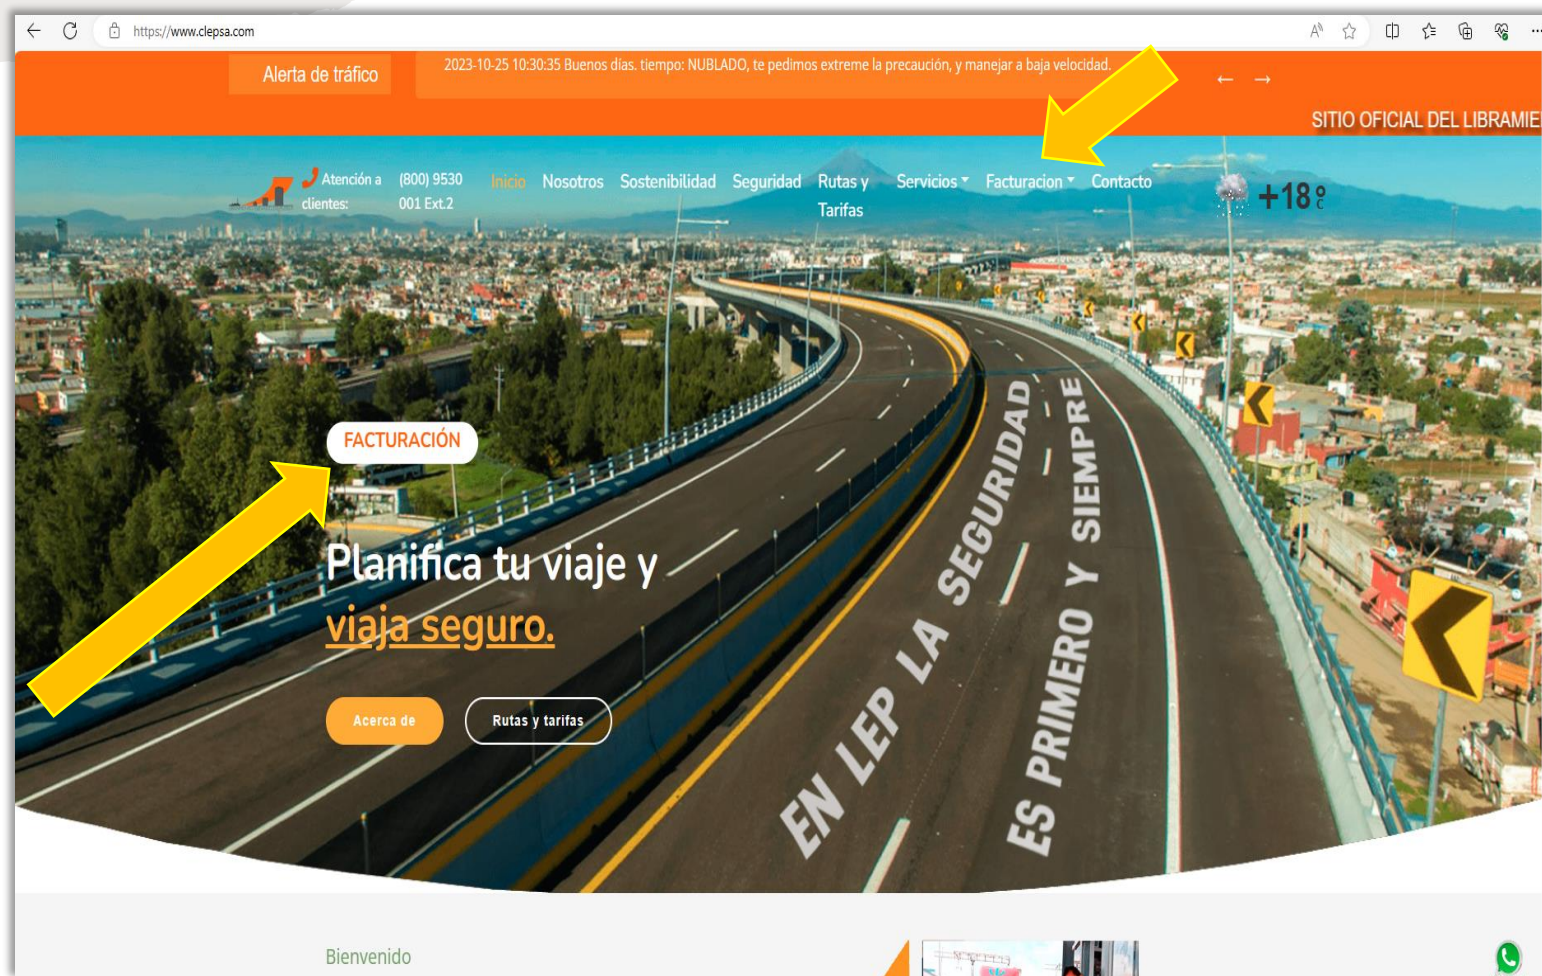 https://www.clepsa.com
Alerta de tráfico
2023-10-25 10:30:35 Buenos días. tiempo: NUBLADO, te pedimos extreme la precaución, y manejar a baja velocidad.
← →
SITIO OFICIAL DEL LIBRAMIE
Atención a clientes:
(800) 9530 001 Ext.2
Inicio Nosotros Sostenibilidad Seguridad Rutas y Tarifas Servicios Facturacion Contacto
+18 °C
FACTURACIÓN
Planifica tu viaje y
viaja seguro.
Acerca de Rutas y tarifas
EN LEP LA SEGURIDAD
ES PRIMERO Y SIEMPRE
Bienvenido